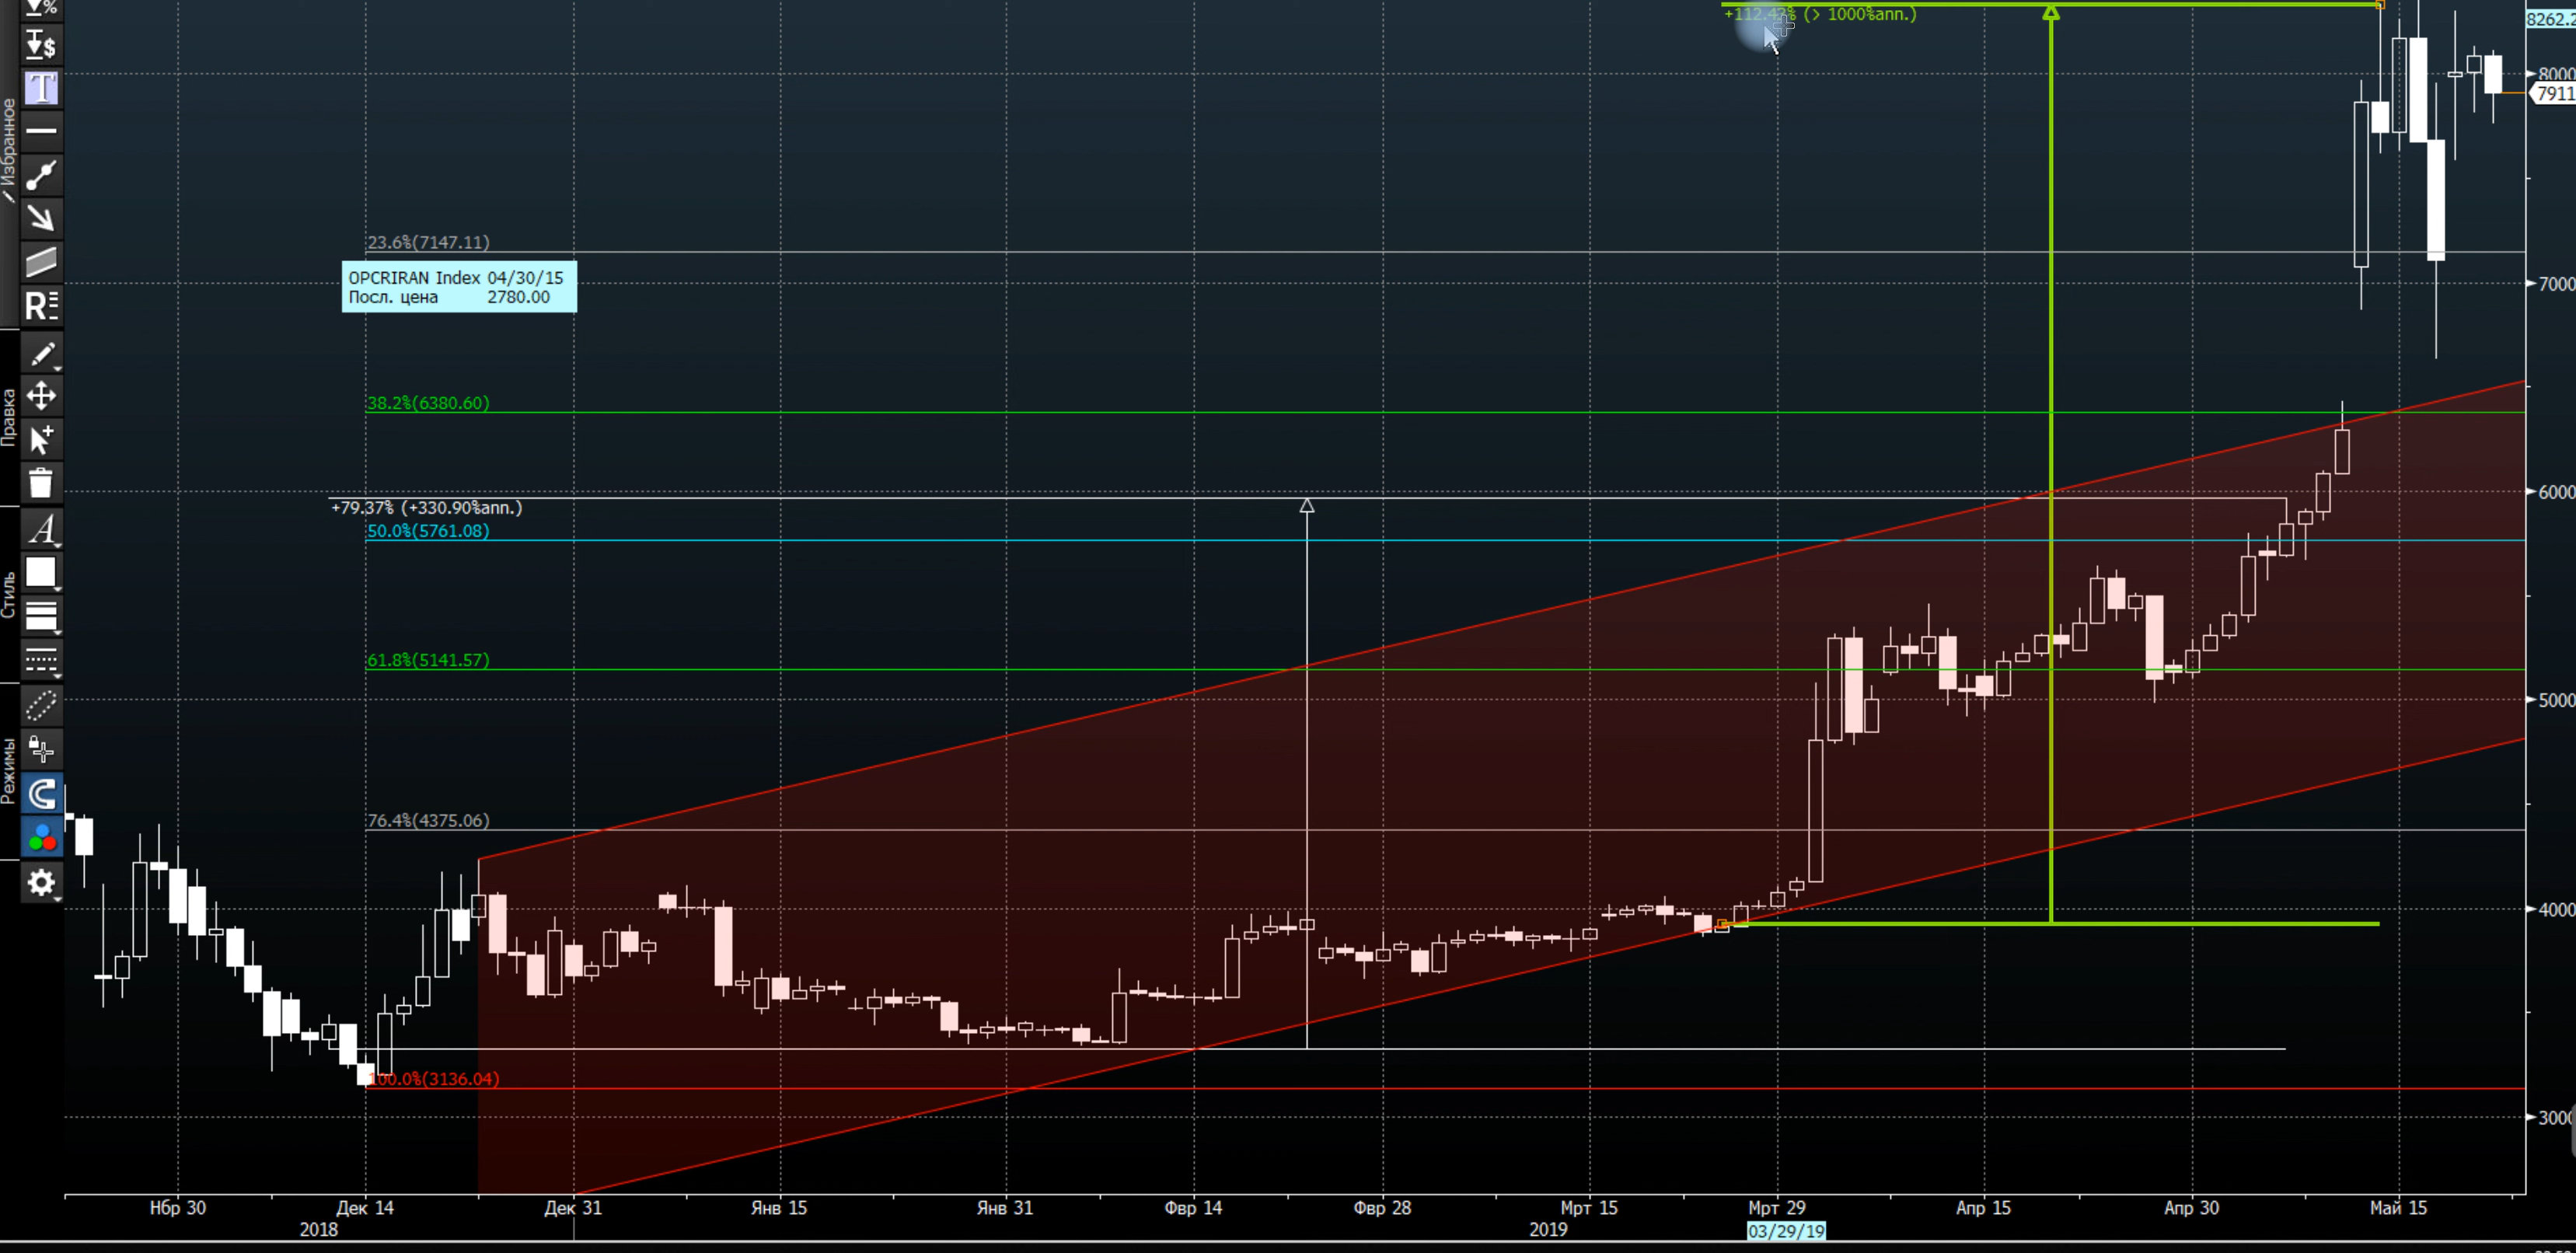 %
$
T
Избранное
R
Правка
A
Стиль
Режимы
+112.42% (> 1000%ann.)
8262.2
8000
7911
23.6%(7147.11)
OPCRIRAN Index 04/30/15
Посл. цена 2780.00
7000
38.2%(6380.60)
6000
+79.37% (+330.90%ann.)
50.0%(5761.08)
61.8%(5141.57)
5000
76.4%(4375.06)
4000
100.0%(3136.04)
3000
Нбр 30 Дек 14 Дек 31 Янв 15 Янв 31 Фвр 14 Фвр 28 Мрт 15 Мрт 29 Апр 15 Апр 30 Май 15
2018 2019 03/29/19